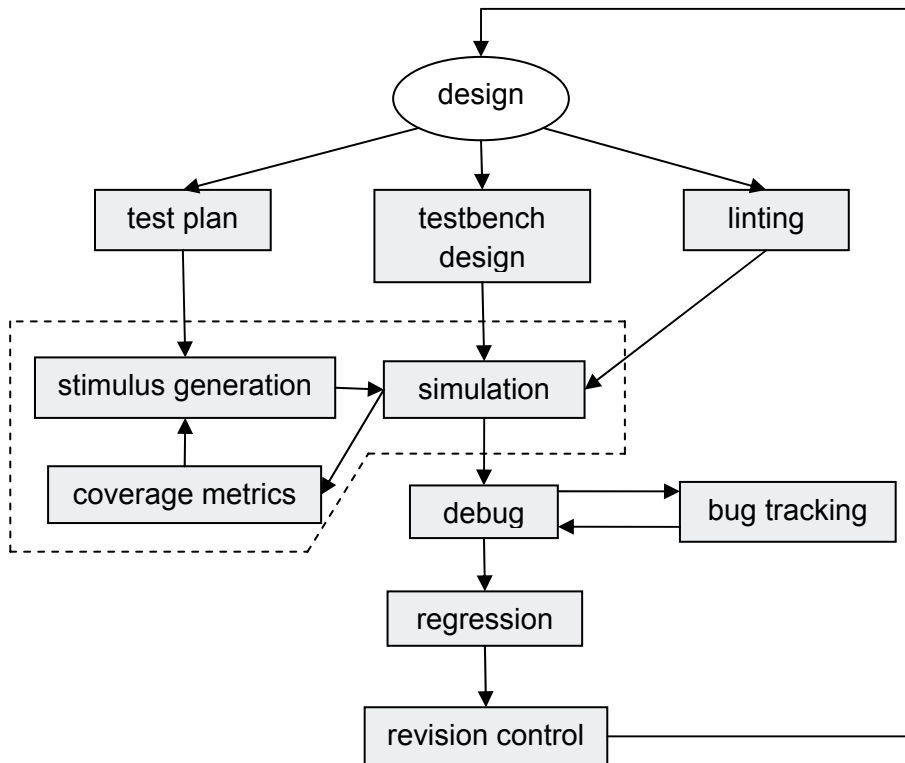 design
test plan
testbench
design
linting
stimulus generation
simulation
coverage metrics
debug
bug tracking
regression
revision control